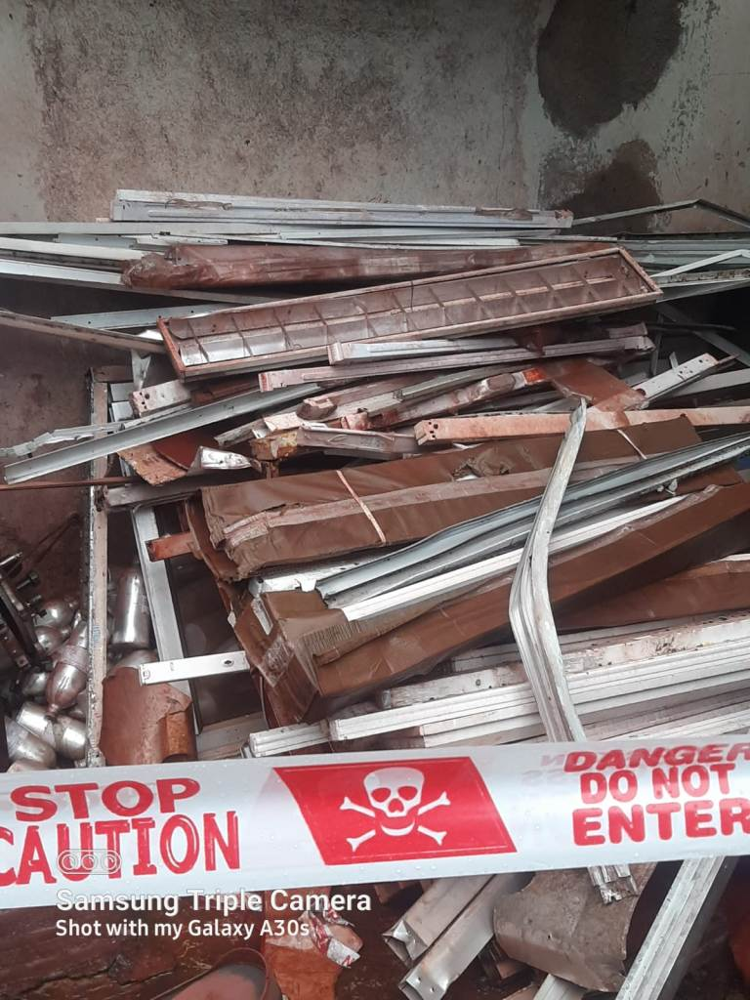 STOP
CAUTION
DANGER
DO NOT
ENTER
Samsung Triple Camera
Shot with my Galaxy A30s